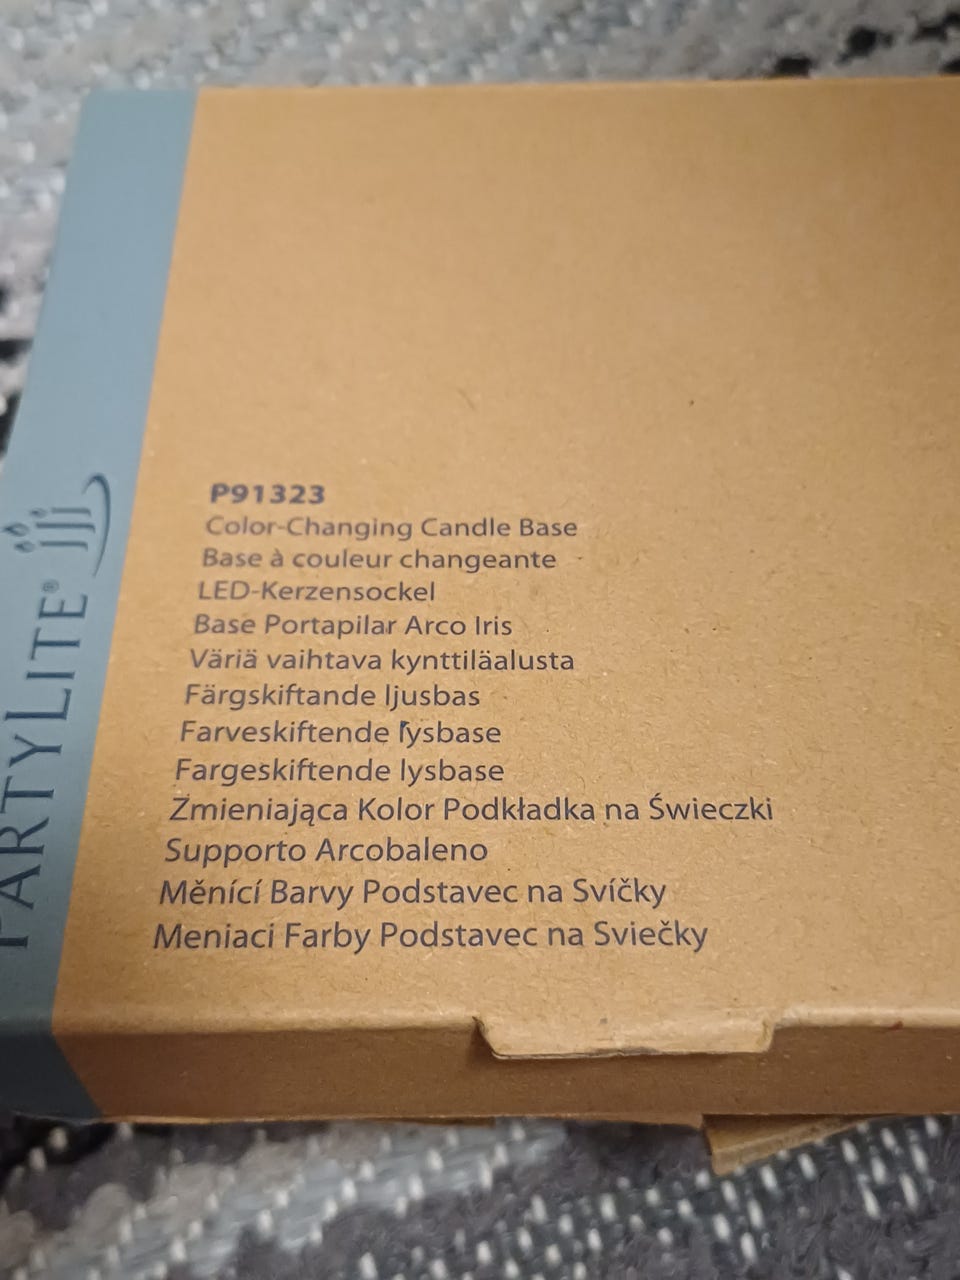 PARTYLITE®
P91323
Color-Changing Candle Base
Base à couleur changeante
LED-Kerzensockel
Base Portapilar Arco Iris
Väriä vaihtava kynttiläalusta
Färgskiftande ljusbas
Farveskiftende lysbase
Fargeskiftende lysbase
Zmieniająca Kolor Podkładka na Świeczki
Supporto Arcobaleno
Měnící Barvy Podstavec na Svíčky
Meniaci Farby Podstavec na Sviečky